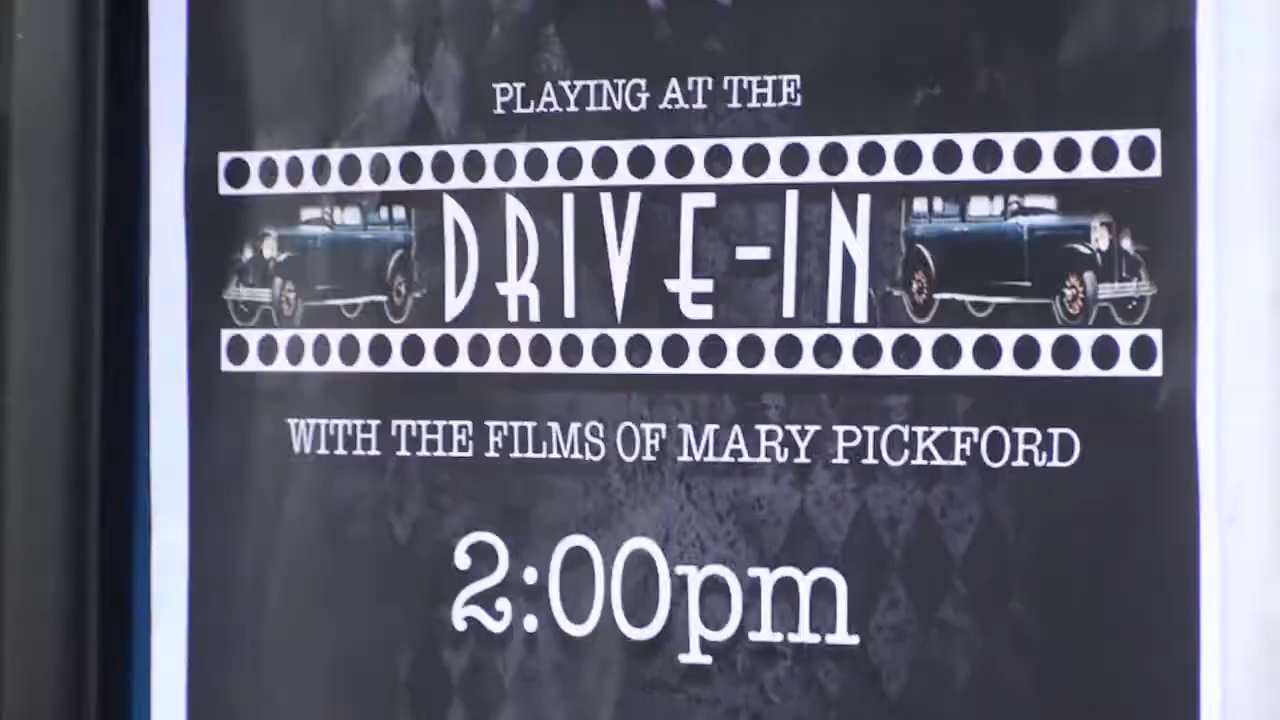 PLAYING AT THE
DRIVE-IN
WITH THE FILMS OF MARY PICKFORD
2:00pm